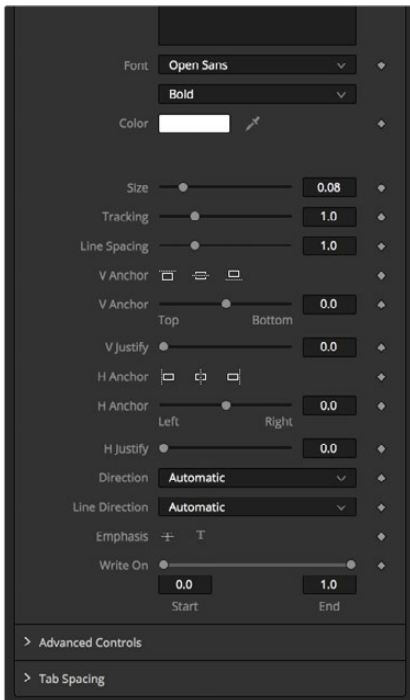 Font Open Sans
Bold
Color
Size 0.08
Tracking 1.0
Line Spacing 1.0
V Anchor
V Anchor 0.0
Top Bottom
V Justify 0.0
H Anchor
H Anchor 0.0
Left Right
H Justify 0.0
Direction Automatic
Line Direction Automatic
Emphasis T
Write On
0.0 1.0
Start End
> Advanced Controls
> Tab Spacing